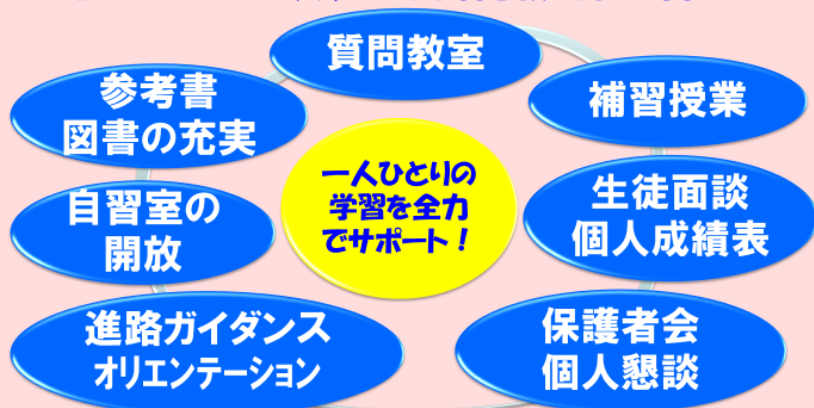 質問教室
参考書
図書の充実
補習授業
一人ひとりの
学習を全力
でサポート！
自習室の
開放
生徒面談
個人成績表
進路ガイダンス
オリエンテーション
保護者会
個人懇談